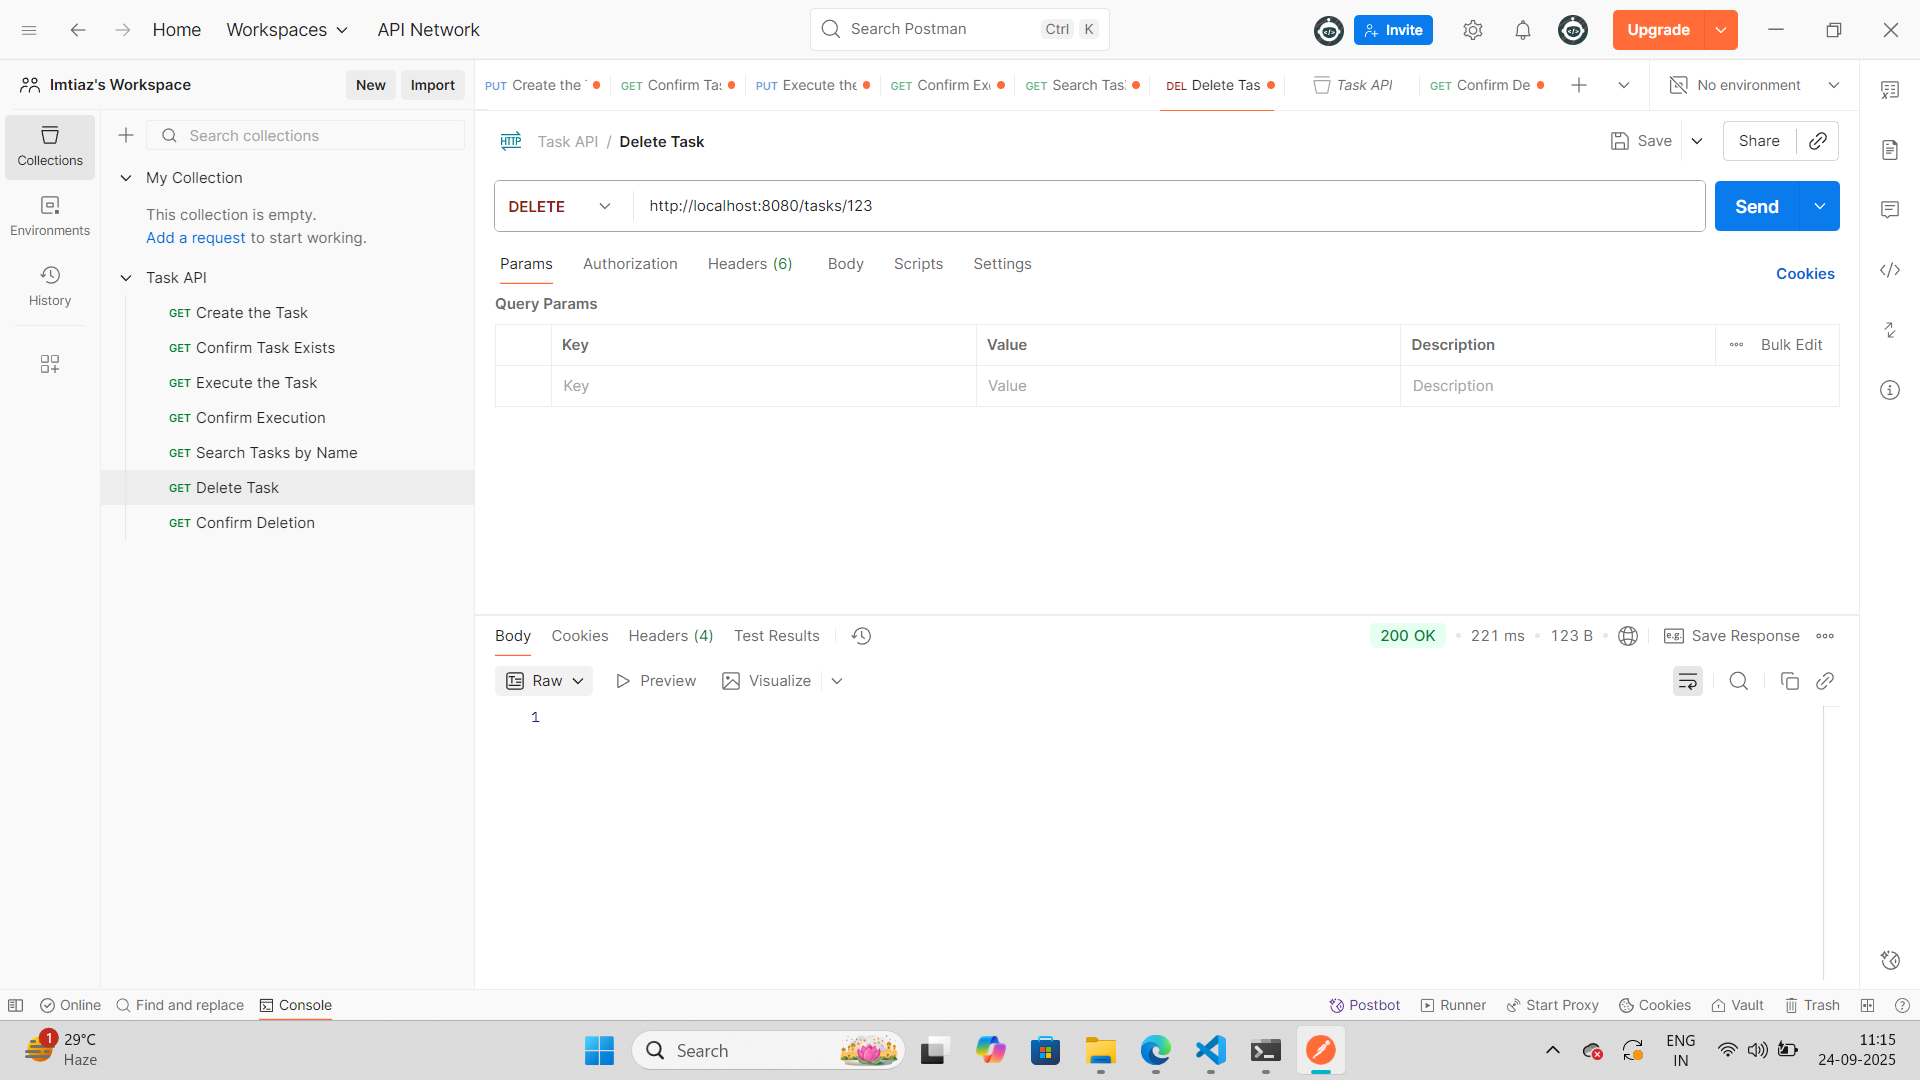 Home
Workspaces
API Network
Search Postman
Ctrl
K
Invite
Upgrade
Imtiaz's Workspace
New
Import
PUT Create the
GET Confirm Tas
PUT Execute the
GET Confirm Exe
GET Search Tas
DEL Delete Tas
Task API
GET Confirm De
No environment
Collections
Environments
History
Search collections
My Collection
This collection is empty.
Add a request to start working.
Task API
GET Create the Task
GET Confirm Task Exists
GET Execute the Task
GET Confirm Execution
GET Search Tasks by Name
GET Delete Task
GET Confirm Deletion
HTTP Task API / Delete Task
Save
Share
DELETE
http://localhost:8080/tasks/123
Send
Params
Authorization
Headers (6)
Body
Scripts
Settings
Cookies
Query Params
Key
Value
Description
Bulk Edit
Key
Value
Description
Body
Cookies
Headers (4)
Test Results
200 OK
221 ms
123 B
e.g. Save Response
Raw
Preview
Visualize
1
Online
Find and replace
Console
Postbot
Runner
Start Proxy
Cookies
Vault
Trash
1
29°C
Haze
Search
ENG
IN
11:15
24-09-2025